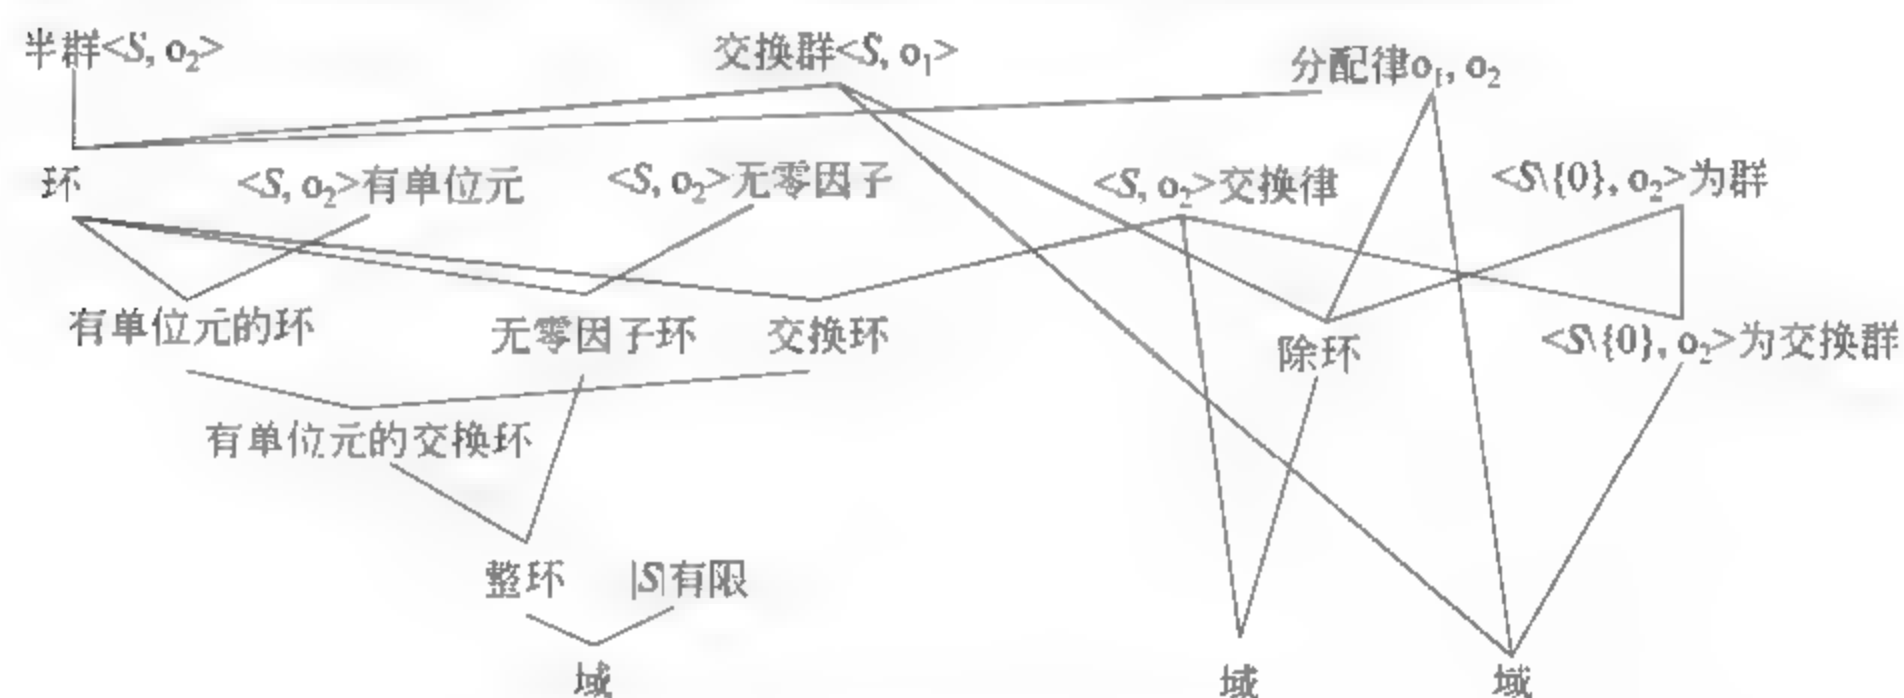 半群<S, o₂>
交换群<S, o₁>
分配律o₁, o₂
环
<S, o₂>有单位元
<S, o₂>无零因子
<S, o₂>交换律
<S\{0}, o₂>为群
有单位元的环
无零因子环
交换环
除环
<S\{0}, o₂>为交换群
有单位元的交换环
整环
|S|有限
域
域
域